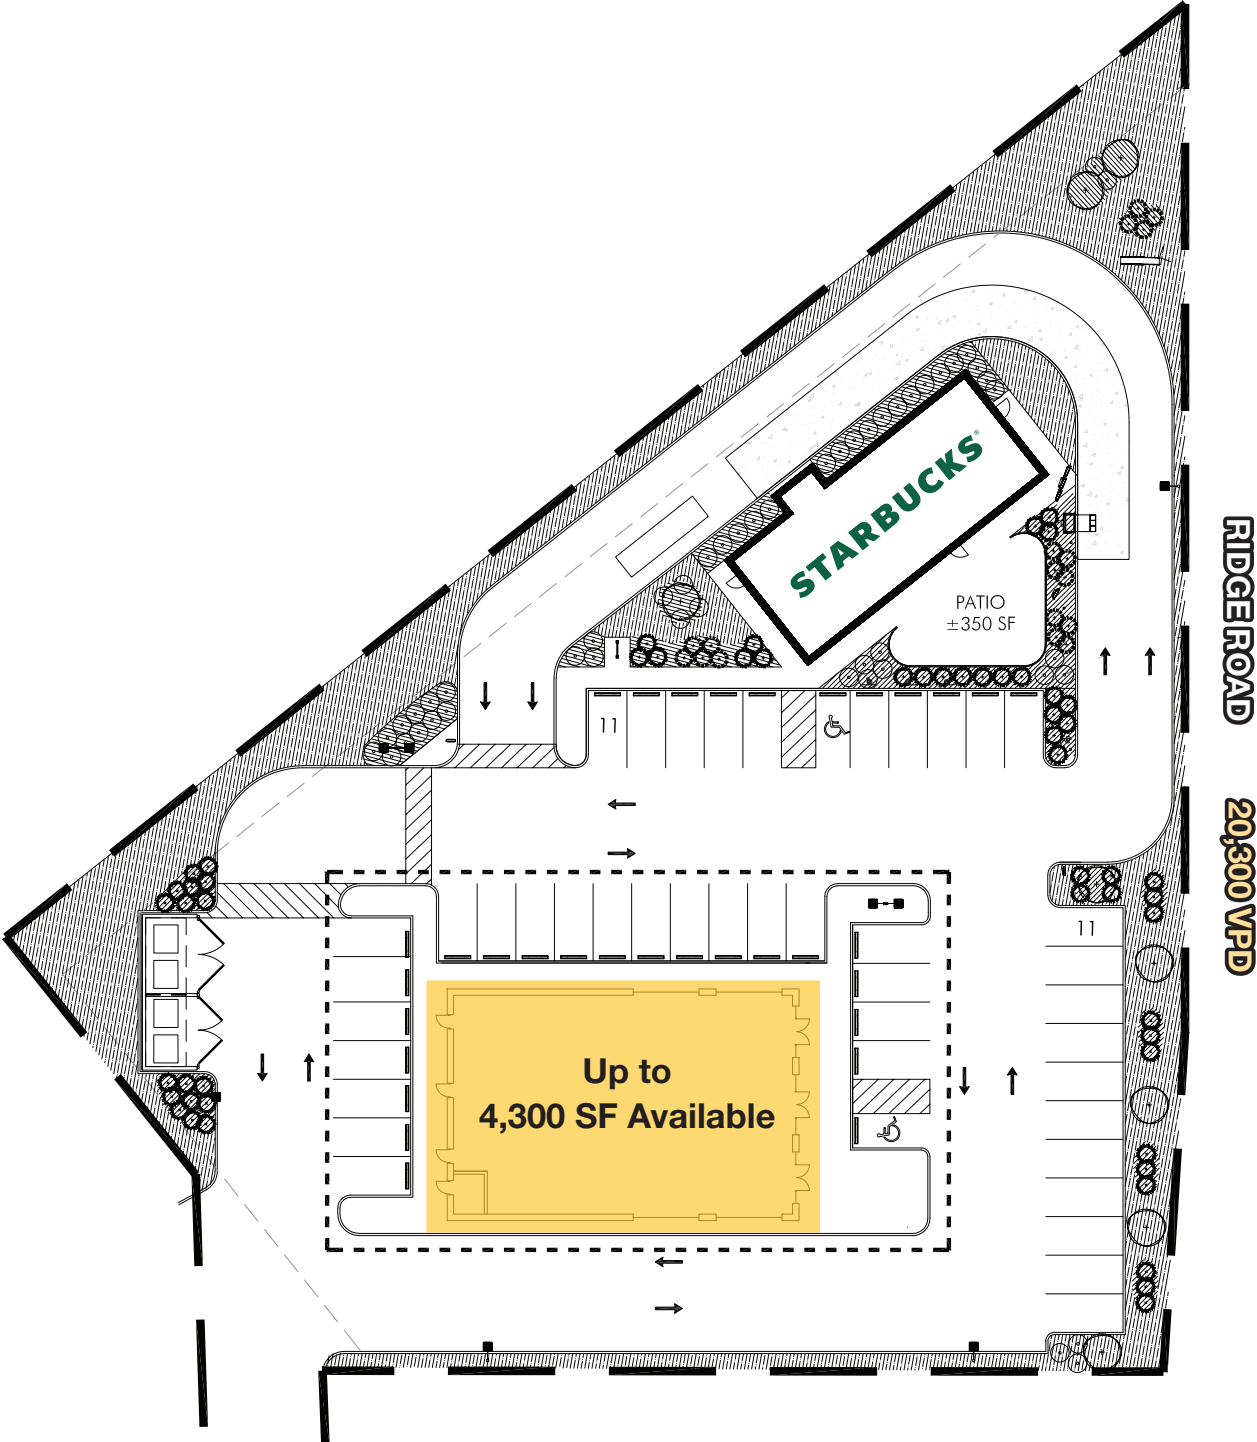 STARBUCKS®
PATIO
±350 SF
11
11
Up to
4,300 SF Available
RIDGE ROAD
20,300 VPD